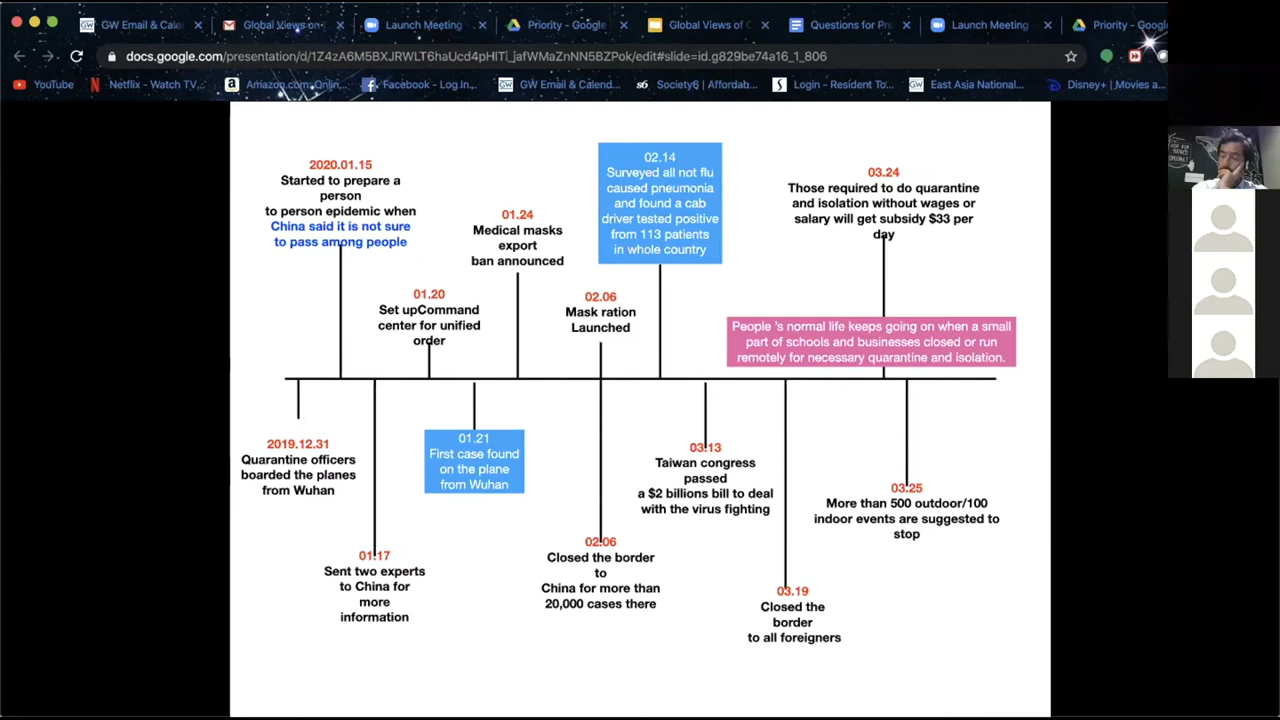 GW Email & Cale
Global Views on
Launch Meeting
Priority - Google
Global Views of C
Questions for Pre
Launch Meeting
Priority - Goog
docs.google.com/presentation/d/1Z4zA6M5BXJRWLT6haUcd4pHlTi_jafWMaZnNN5BZPok/edit#slide=id.g829be74a16_1_806
YouTube
Netflix - Watch TV...
Amazon.com: Onlin...
Facebook - Log In...
GW Email & Calend...
Society6 | Affordab...
Login - Resident To...
East Asia National...
Disney+ | Movies a...
2020.01.15
Started to prepare a
person
to person epidemic when
China said it is not sure
to pass among people
01.20
Set upCommand
center for unified
order
01.24
Medical masks
export
ban announced
02.06
Mask ration
Launched
02.14
Surveyed all not flu
caused pneumonia
and found a cab
driver tested positive
from 113 patients
in whole country
03.24
Those required to do quarantine
and isolation without wages or
salary will get subsidy $33 per
day
People 's normal life keeps going on when a small
part of schools and businesses closed or run
remotely for necessary quarantine and isolation.
2019.12.31
Quarantine officers
boarded the planes
from Wuhan
01.17
Sent two experts
to China for
more
information
01.21
First case found
on the plane
from Wuhan
02.06
Closed the border
to
China for more than
20,000 cases there
03.13
Taiwan congress
passed
a $2 billions bill to deal
with the virus fighting
03.19
Closed the
border
to all foreigners
03.25
More than 500 outdoor/100
indoor events are suggested to
stop